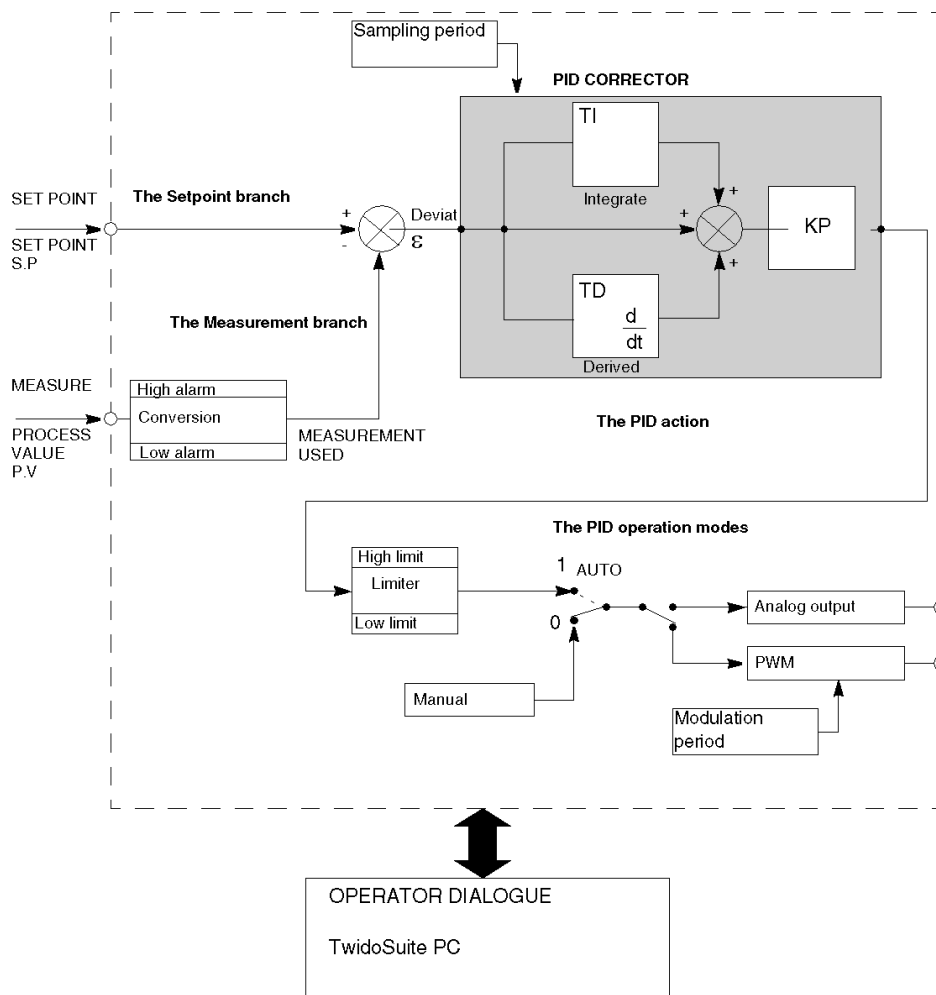 Sampling period
PID CORRECTOR
TI
Integrate
SET POINT
The Setpoint branch
+
-
Deviat
ε
+
+
+
KP
SET POINT
S.P
TD
d
dt
Derived
The Measurement branch
MEASURE
High alarm
Conversion
Low alarm
PROCESS
VALUE
P.V
MEASUREMENT
USED
The PID action
The PID operation modes
High limit
Limiter
Low limit
1
AUTO
0
Manual
Analog output
PWM
Modulation
period
OPERATOR DIALOGUE
TwidoSuite PC